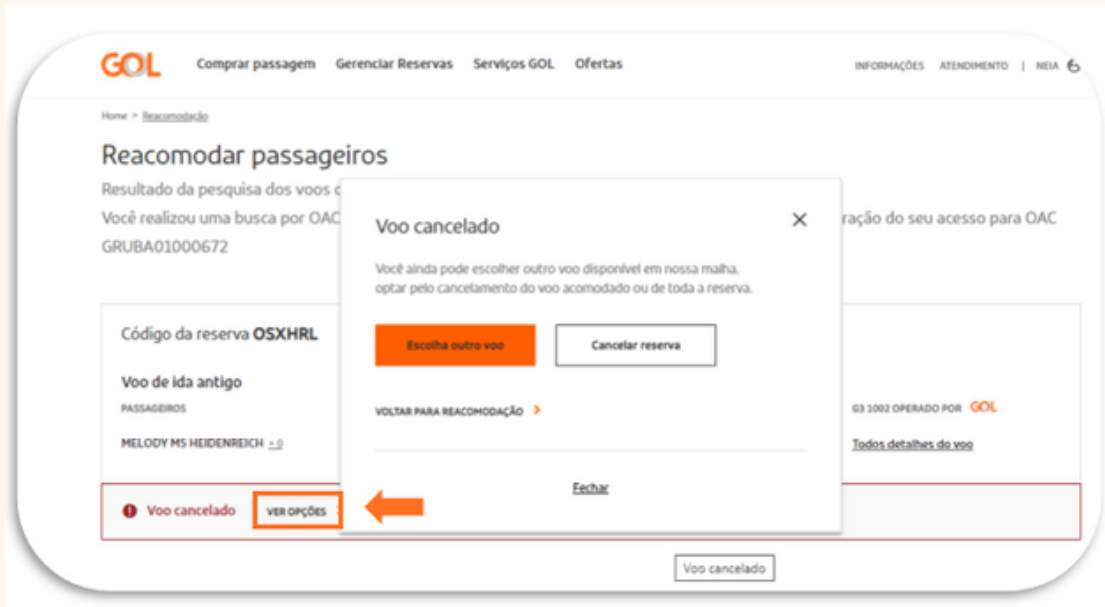 GOL Comprar passagem Gerenciar Reservas Serviços GOL Ofertas INFORMAÇÕES ATENDIMENTO | NEIA
Home > Reacomodação
Reacomodar passageiros
Resultado da pesquisa dos voos
Você realizou uma busca por OAC
ração do seu acesso para OAC
GRUBA01000672
Voo cancelado
Você ainda pode escolher outro voo disponível em nossa malha,
optar pelo cancelamento do voo acomodado ou de toda a reserva.
Escolha outro voo Cancelar reserva
VOLTAR PARA REACOMODAÇÃO >
Fechar
Código da reserva OSXHRL
Voo de ida antigo
PASSAGEIROS
MELODY MS HEIDENREICH + 0
G3 1002 OPERADO POR GOL
Todos detalhes do voo
Voo cancelado VER OPÇÕES
Voo cancelado